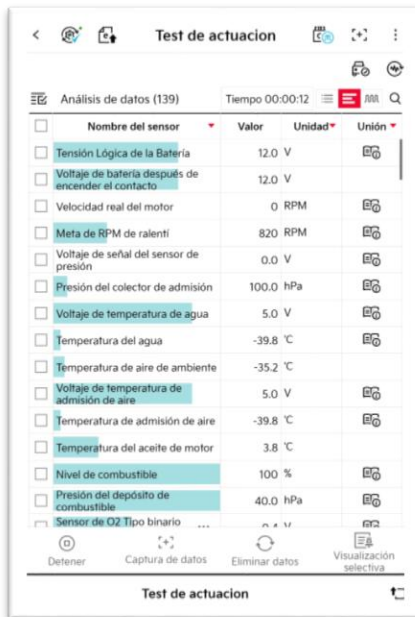 Test de actuacion
Análisis de datos (139) Tiempo 00:00:12
Nombre del sensor Valor Unidad Unión
Tensión Lógica de la Batería 12.0 V
Voltaje de batería después de
encender el contacto 12.0 V
Velocidad real del motor 0 RPM
Meta de RPM de ralentí 820 RPM
Voltaje de señal del sensor de
presión 0.0 V
Presión del colector de admisión 100.0 hPa
Voltaje de temperatura de agua 5.0 V
Temperatura del agua -39.8 ℃
Temperatura de aire de ambiente -35.2 ℃
Voltaje de temperatura de
admisión de aire 5.0 V
Temperatura de admisión de aire -39.8 ℃
Temperatura del aceite de motor 3.8 ℃
Nivel de combustible 100 %
Presión del depósito de
combustible 40.0 hPa
Sensor de O2 Tipo binario ... 0.4 V
Detener Captura de datos Eliminar datos Visualización
selectiva
Test de actuacion